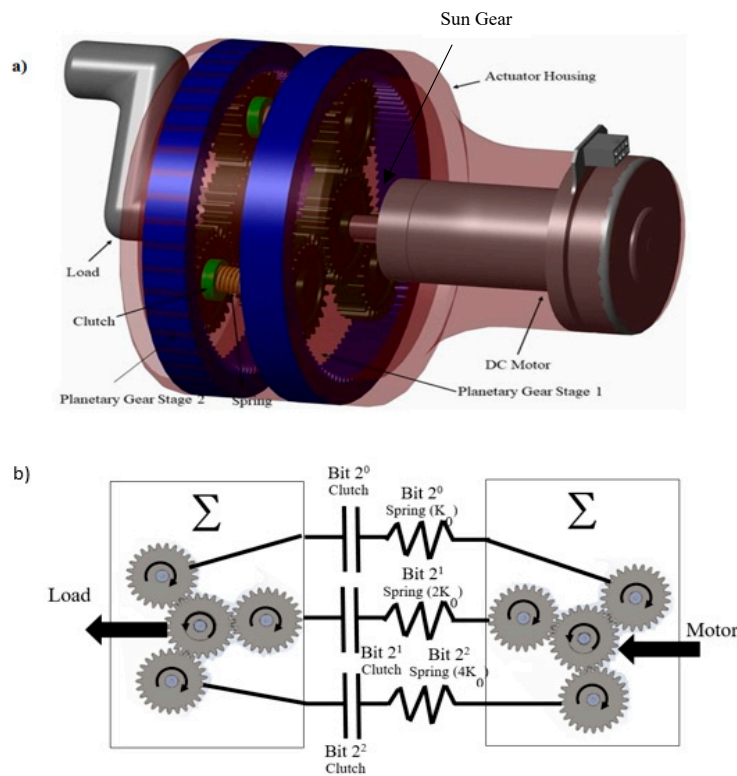 Sun Gear
a)
Actuator Housing
Load
Clutch
DC Motor
Planetary Gear Stage 2
Spring
Planetary Gear Stage 1
b)
Bit 2⁰
Clutch
Bit 2⁰
Spring (K₀)
Σ
Σ
Bit 2¹
Spring (2K₀)
Load
Motor
Bit 2¹
Clutch
Bit 2²
Spring (4K₀)
Bit 2²
Clutch